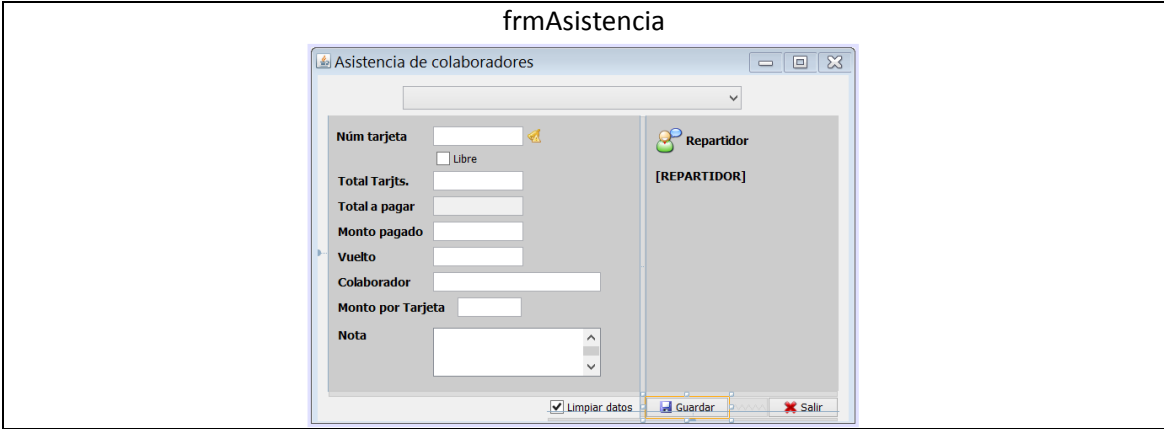 frmAsistencia
Asistencia de colaboradores
Núm tarjeta
Libre
Total Tarjts.
Total a pagar
Monto pagado
Vuelto
Colaborador
Monto por Tarjeta
Nota
Repartidor
[REPARTIDOR]
Limpiar datos
Guardar
Salir